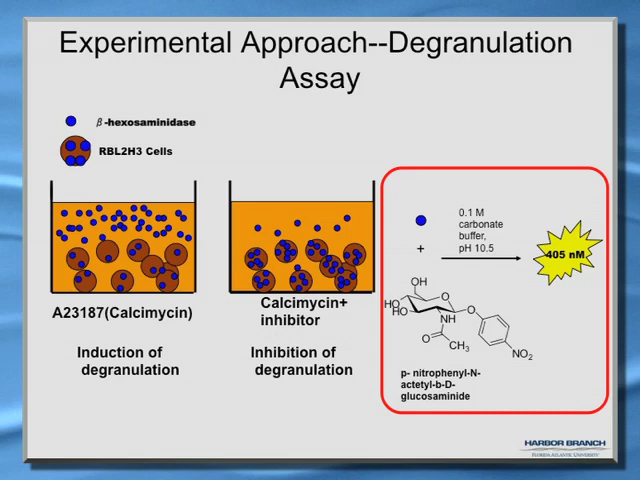 Experimental Approach--Degranulation
Assay
β-hexosaminidase
RBL2H3 Cells
A23187(Calcimycin)
Induction of
degranulation
Calcimycin+
inhibitor
Inhibition of
degranulation
0.1 M
carbonate
buffer,
pH 10.5
+
405 nM
OH
HO
HO
O
O
NH
O
CH3
NO2
p- nitrophenyl-N-
actetyl-b-D-
glucosaminide
HARBOR BRANCH
FLORIDA ATLANTIC UNIVERSITY